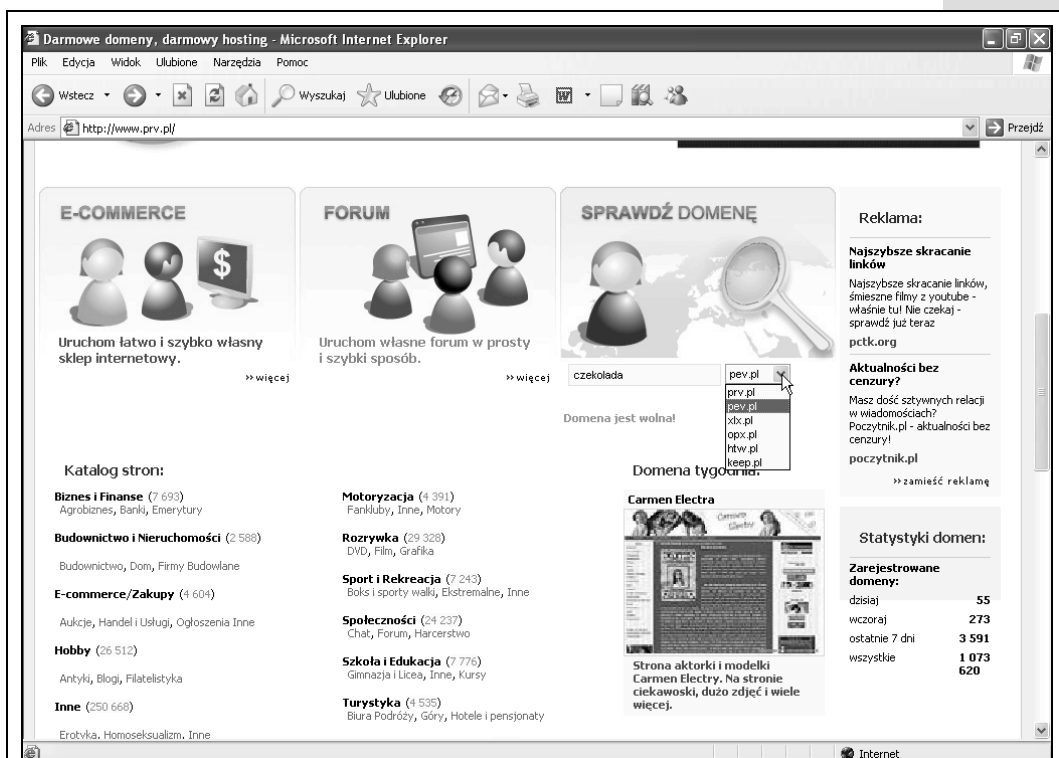 Darmowe domeny, darmowy hosting - Microsoft Internet Explorer
Plik Edycja Widok Ulubione Narzędzia Pomoc
Wstecz Wyszukaj Ulubione
Adres http://www.prv.pl/ Przejdź
E-COMMERCE
Uruchom łatwo i szybko własny
sklep internetowy.
›› więcej
FORUM
Uruchom własne forum w prosty
i szybki sposób.
›› więcej
SPRAWDŹ DOMENĘ
czekolada pev.pl
prv.pl
pev.pl
xlx.pl
opx.pl
htw.pl
keep.pl
Domena jest wolna!
Reklama:
Najszybsze skracanie
linków
Najszybsze skracanie linków,
śmieszne filmy z youtube -
właśnie tu! Nie czekaj -
sprawdź już teraz
pctk.org
Aktualności bez
cenzury?
Masz dość sztywnych relacji
w wiadomościach?
Poczytnik.pl - aktualności bez
cenzury!
poczytnik.pl
›› zamieść reklamę
Katalog stron:
Biznes i Finanse (7 693)
Agrobiznes, Banki, Emerytury
Budownictwo i Nieruchomości (2 588)
Budownictwo, Dom, Firmy Budowlane
E-commerce/Zakupy (4 604)
Aukcje, Handel i Usługi, Ogłoszenia Inne
Hobby (26 512)
Antyki, Blogi, Filatelistyka
Inne (250 668)
Erotyka, Homoseksualizm, Inne
Motoryzacja (4 391)
Fankluby, Inne, Motory
Rozrywka (29 328)
DVD, Film, Grafika
Sport i Rekreacja (7 243)
Boks i sporty walki, Ekstremalne, Inne
Społeczności (24 237)
Chat, Forum, Harcerstwo
Szkoła i Edukacja (7 776)
Gimnazja i Licea, Inne, Kursy
Turystyka (4 535)
Biura Podróży, Góry, Hotele i pensjonaty
Domena tygodnia:
Carmen Electra
Carmen
Electry
Strona aktorki i modelki
Carmen Electry. Na stronie
ciekawoski, dużo zdjęć i wiele
więcej.
Statystyki domen:
Zarejestrowane
domeny:
dzisiaj 55
wczoraj 273
ostatnie 7 dni 3 591
wszystkie 1 073
620
Internet